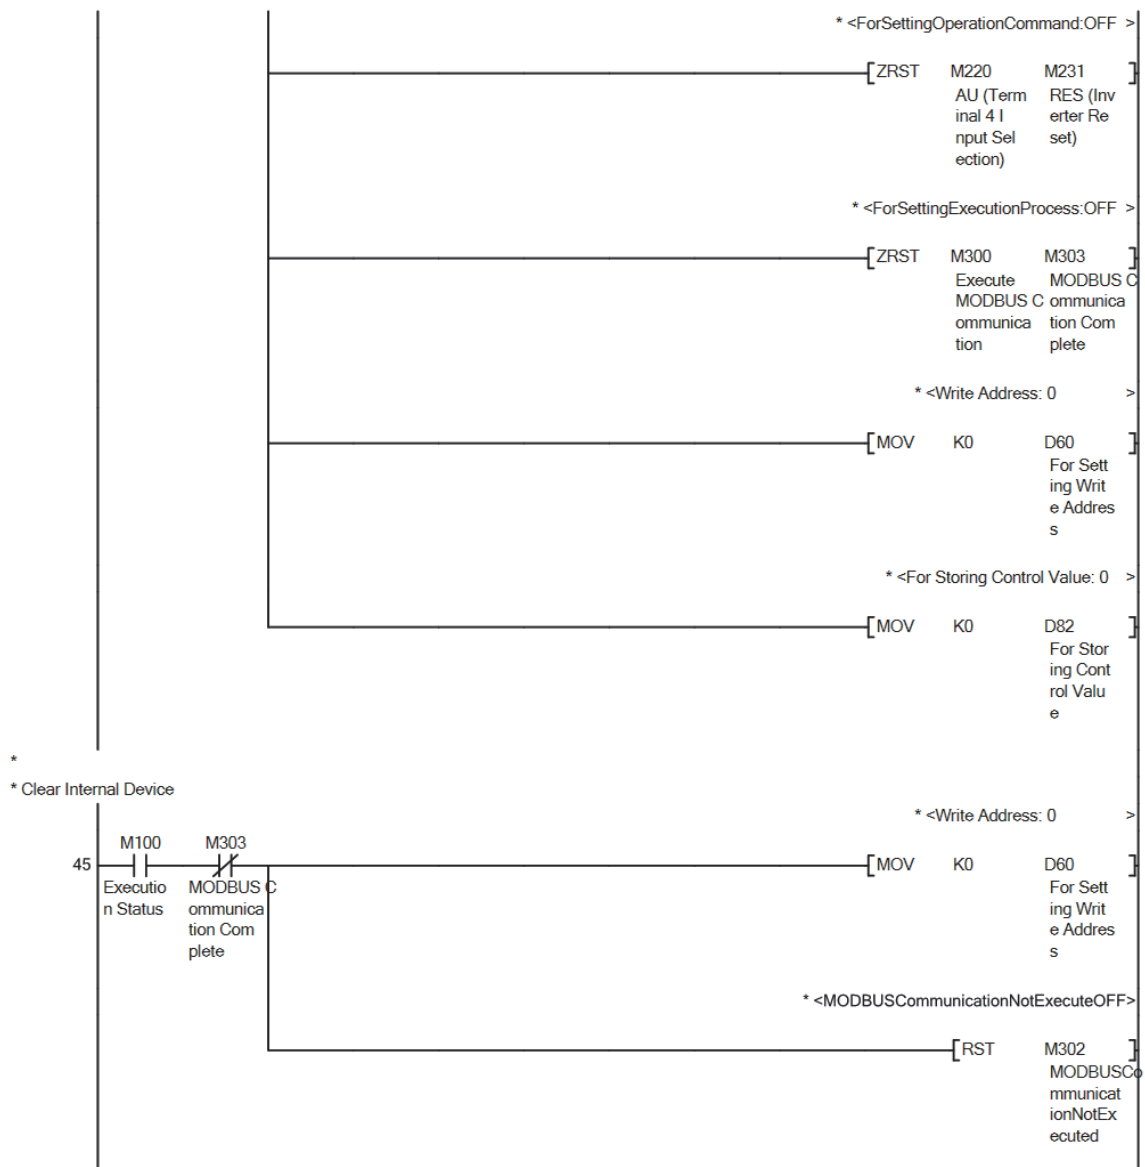 * <ForSettingOperationCommand:OFF >
[ZRST M220 M231 ]
AU (Term RES (Inv
inal 4 I erter Re
nput Sel set)
ection)
* <ForSettingExecutionProcess:OFF >
[ZRST M300 M303 ]
Execute MODBUS C
MODBUS C ommunica
ommunica tion Com
tion plete
* <Write Address: 0 >
[MOV K0 D60 ]
For Sett
ing Writ
e Addres
s
* <For Storing Control Value: 0 >
[MOV K0 D82 ]
For Stor
ing Cont
rol Valu
e
*
* Clear Internal Device
* <Write Address: 0 >
M100 M303
45 [MOV K0 D60 ]
Executio MODBUS C For Sett
n Status ommunica ing Writ
tion Com e Addres
plete s
* <MODBUSCommunicationNotExecuteOFF>
[RST M302 ]
MODBUSCo
mmunicat
ionNotEx
ecuted